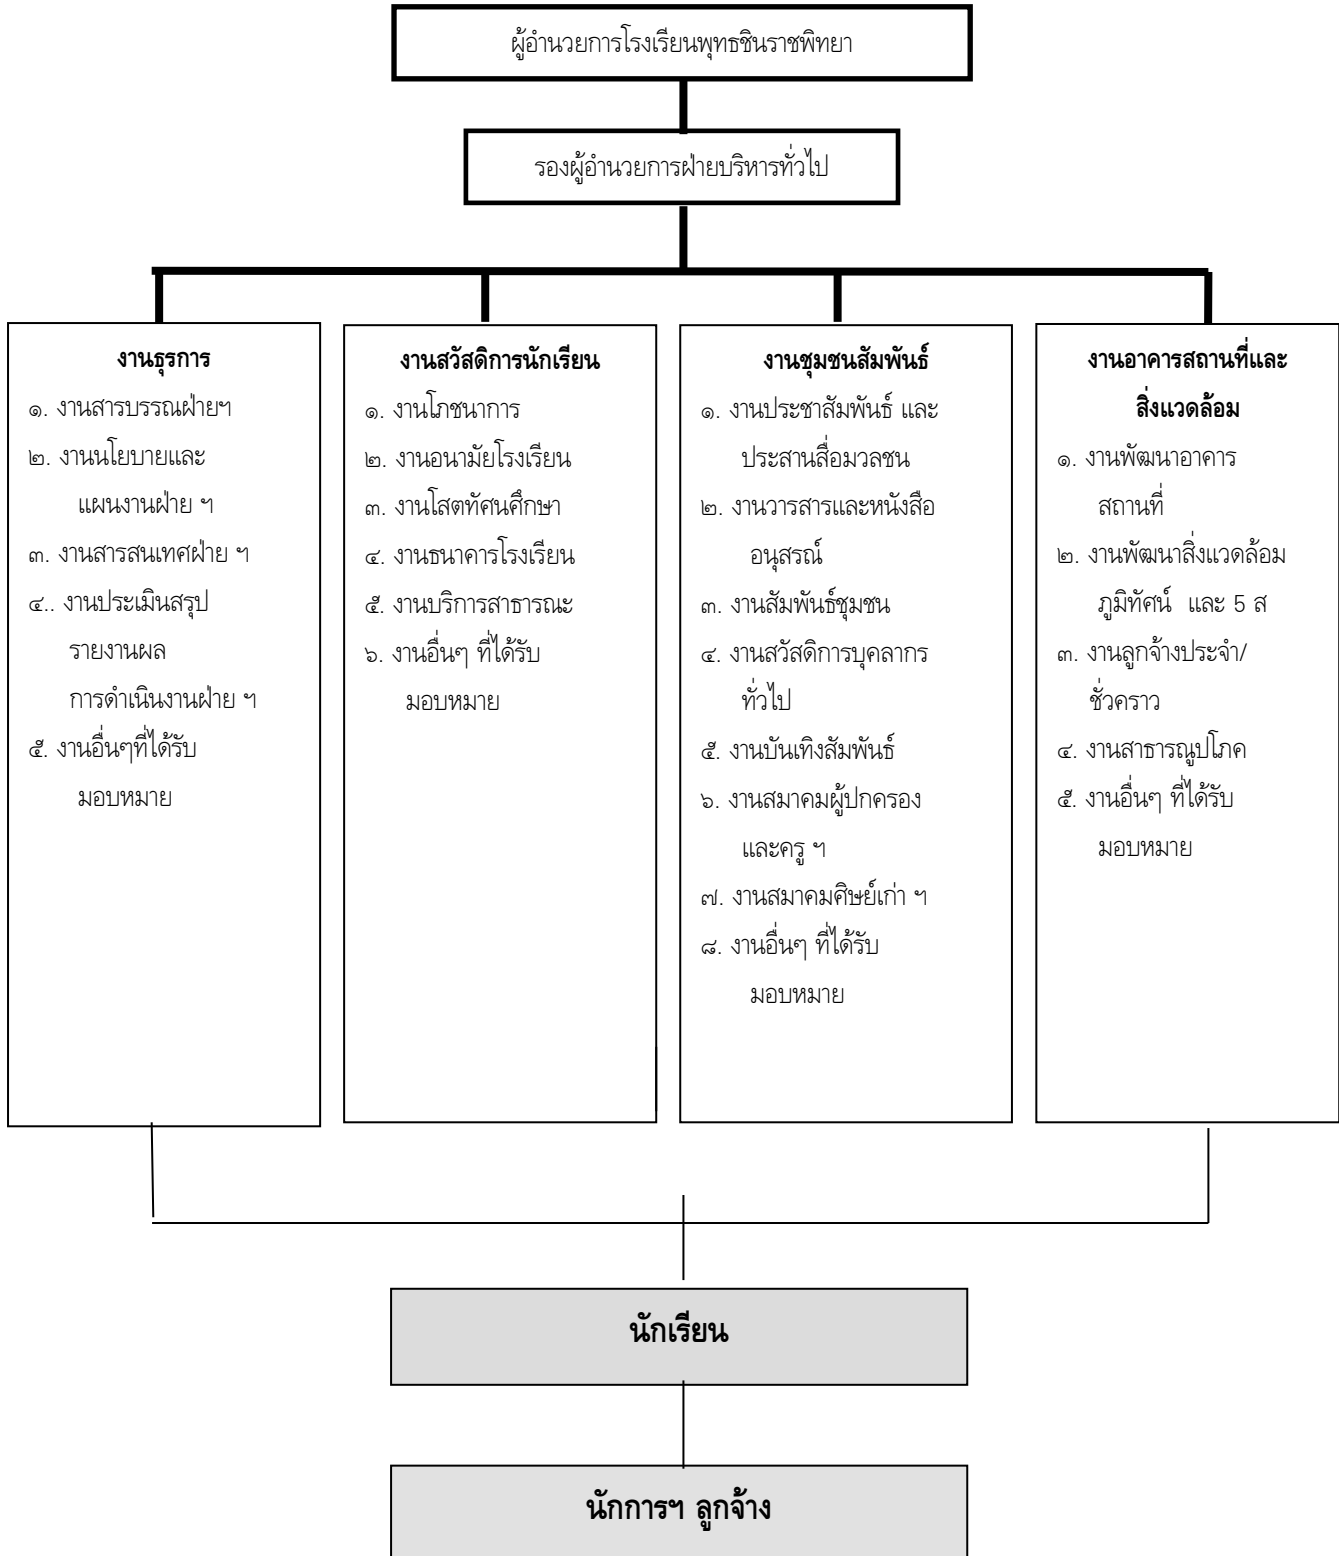 ผู้อำนวยการโรงเรียนพุทธชินราชพิทยา
รองผู้อำนวยการฝ่ายบริหารทั่วไป
งานธุรการ
๑. งานสารบรรณฝ่ายฯ
๒. งานนโยบายและ
แผนงานฝ่าย ฯ
๓. งานสารสนเทศฝ่าย ฯ
๔.. งานประเมินสรุป
รายงานผล
การดำเนินงานฝ่าย ฯ
๕. งานอื่นๆที่ได้รับ
มอบหมาย
งานสวัสดิการนักเรียน
๑. งานโภชนาการ
๒. งานอนามัยโรงเรียน
๓. งานโสตทัศนศึกษา
๔. งานธนาคารโรงเรียน
๕. งานบริการสาธารณะ
๖. งานอื่นๆ ที่ได้รับ
มอบหมาย
งานชุมชนสัมพันธ์
๑. งานประชาสัมพันธ์ และ
ประสานสื่อมวลชน
๒. งานวารสารและหนังสือ
อนุสรณ์
๓. งานสัมพันธ์ชุมชน
๔. งานสวัสดิการบุคลากร
ทั่วไป
๕. งานบันเทิงสัมพันธ์
๖. งานสมาคมผู้ปกครอง
และครู ฯ
๗. งานสมาคมศิษย์เก่า ฯ
๘. งานอื่นๆ ที่ได้รับ
มอบหมาย
งานอาคารสถานที่และ
สิ่งแวดล้อม
๑. งานพัฒนาอาคาร
สถานที่
๒. งานพัฒนาสิ่งแวดล้อม
ภูมิทัศน์ และ 5 ส
๓. งานลูกจ้างประจำ/
ชั่วคราว
๔. งานสาธารณูปโภค
๕. งานอื่นๆ ที่ได้รับ
มอบหมาย
นักเรียน
นักการฯ ลูกจ้าง